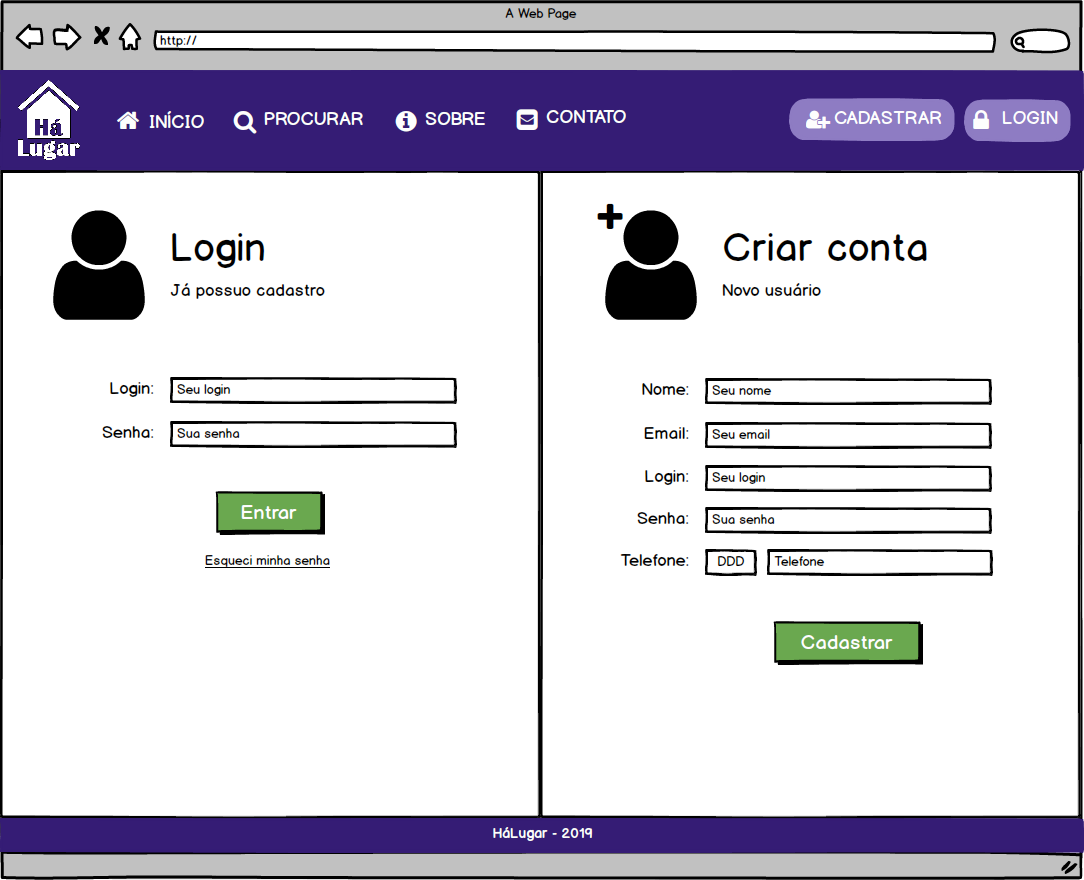 A Web Page
http://
Há
Lugar
INÍCIO PROCURAR SOBRE CONTATO CADASTRAR LOGIN
Login
Já possuo cadastro
Login: Seu login
Senha: Sua senha
Entrar
Esqueci minha senha
Criar conta
Novo usuário
Nome: Seu nome
Email: Seu email
Login: Seu login
Senha: Sua senha
Telefone: DDD Telefone
Cadastrar
HáLugar - 2019